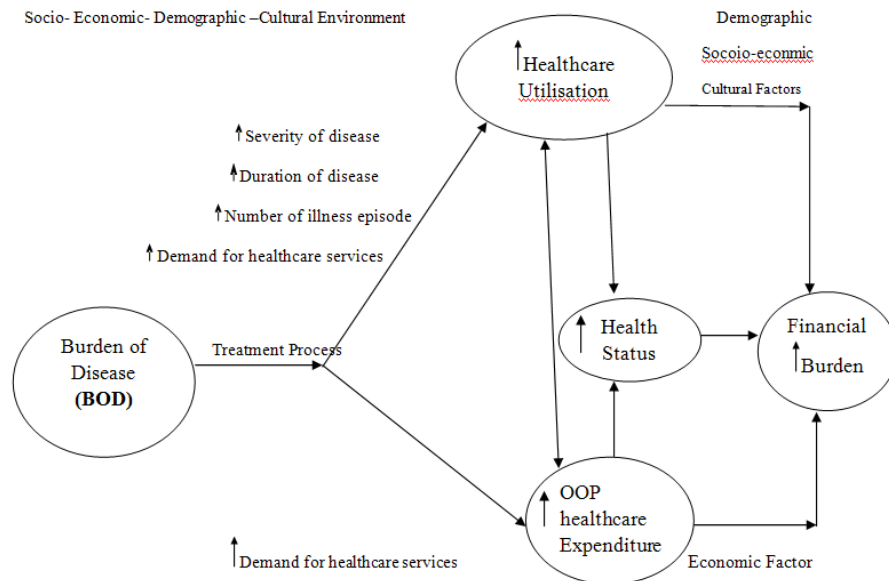 Socio- Economic- Demographic –Cultural Environment
Demographic
Socoio-econmic
Cultural Factors
Healthcare
Utilisation
Severity of disease
Duration of disease
Number of illness episode
Demand for healthcare services
Burden of
Disease
(BOD)
Treatment Process
Health
Status
Financial
Burden
OOP
healthcare
Expenditure
Economic Factor
Demand for healthcare services